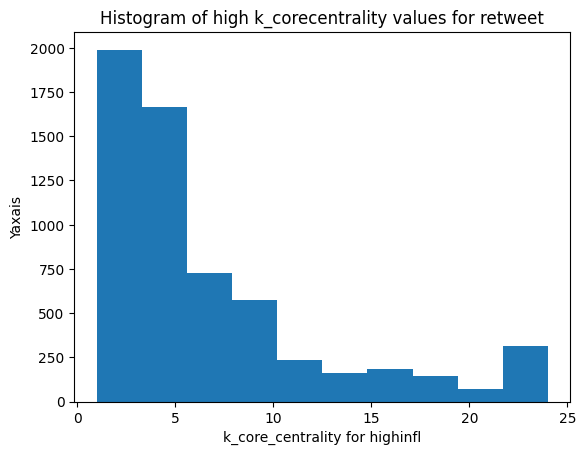 Histogram of high k_corecentrality values for retweet
2000
1750
1500
1250
1000
750
500
250
0
Yaxais
0 5 10 15 20 25
k_core_centrality for highinfl